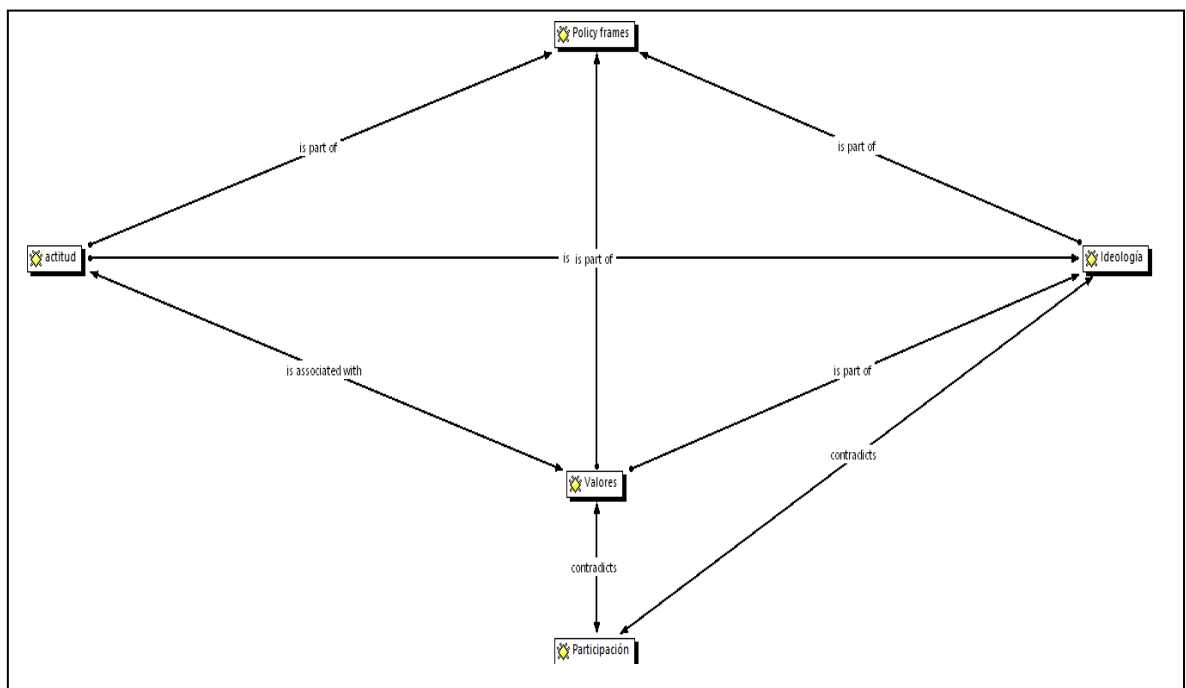 Policy frames
is part of
is part of
actitud
is
is part of
Ideología
is associated with
is part of
contradicts
Valores
contradicts
Participación